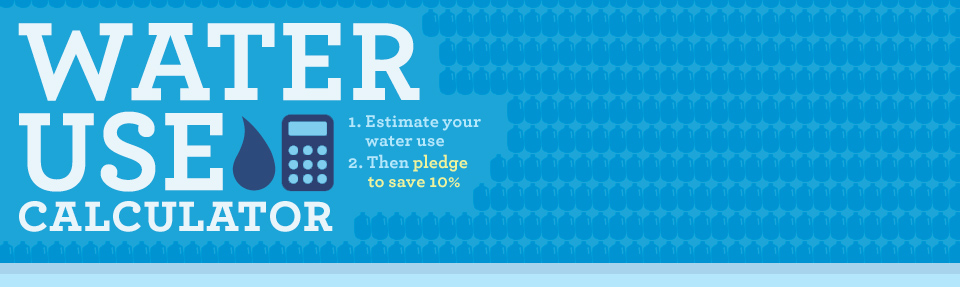 WATER
USE
CALCULATOR
1. Estimate your
water use
2. Then pledge
to save 10%